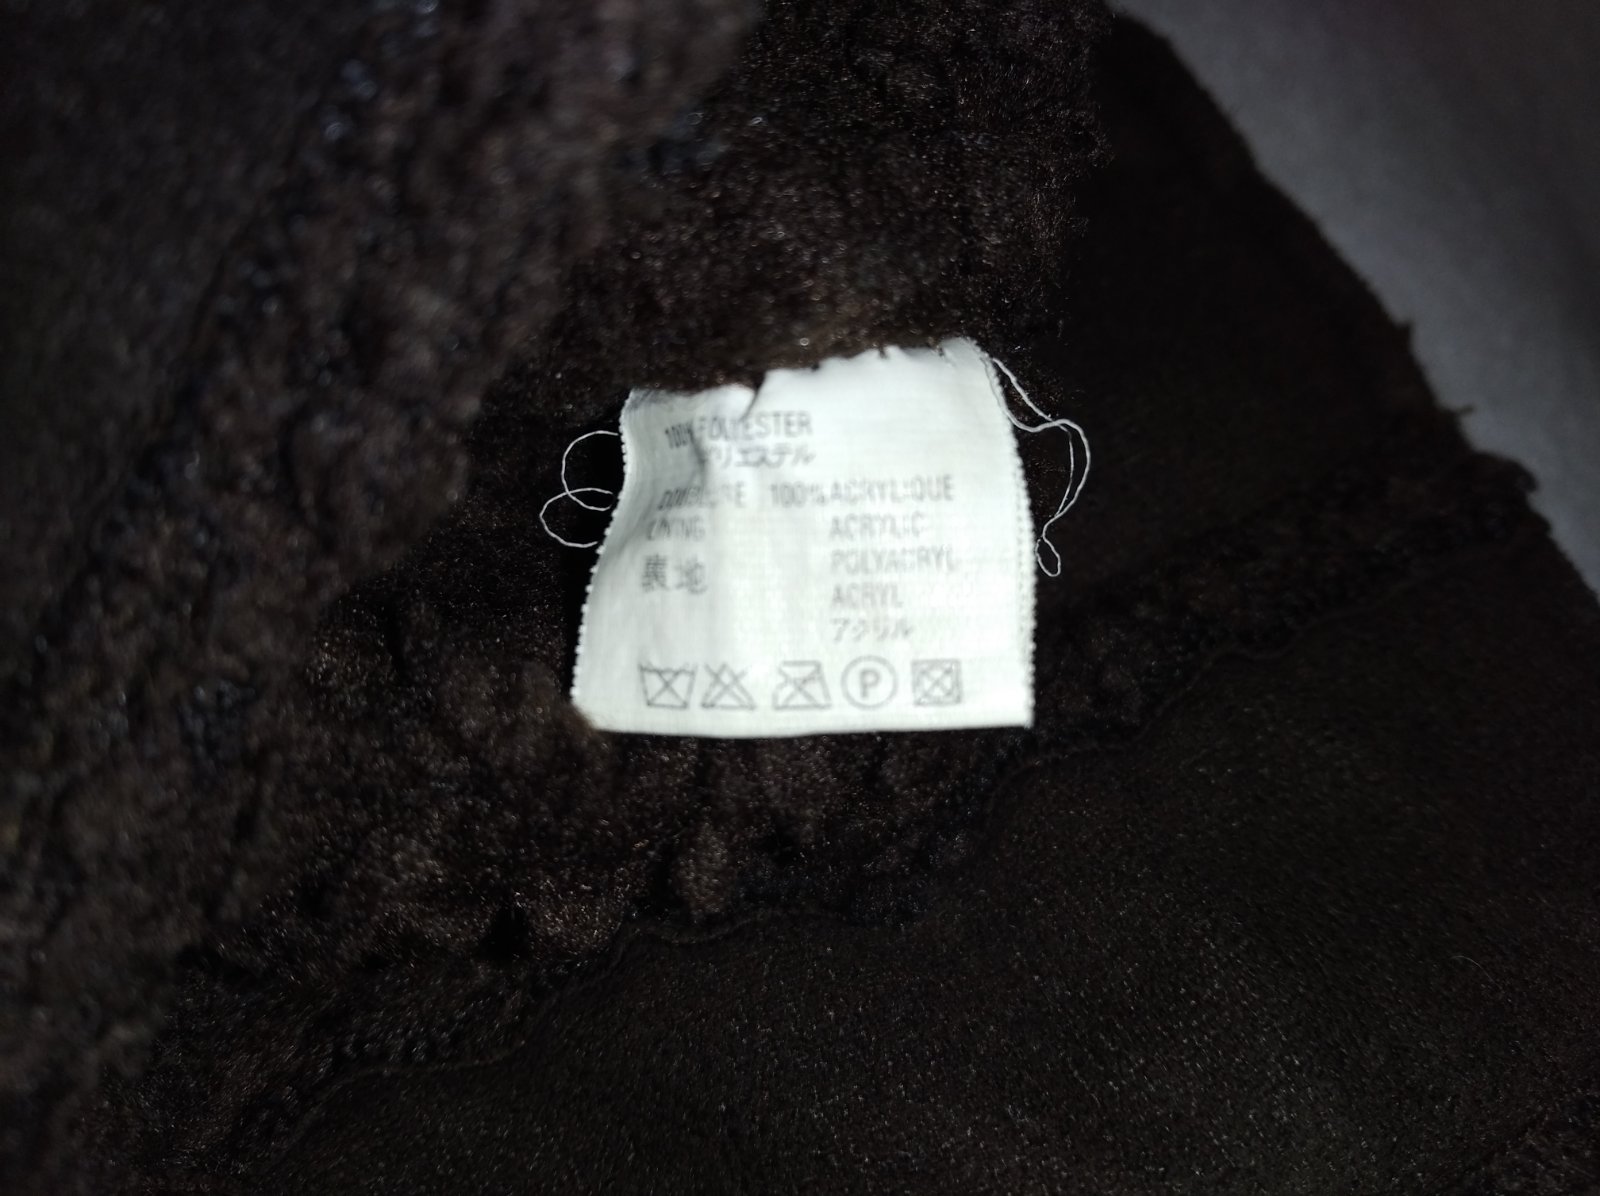 100% POLYESTER
ポリエステル
DOUBLURE 100% ACRYLIQUE
LINING ACRYLIC
裏地 POLYACRYL
ACRYL
アクリル
P